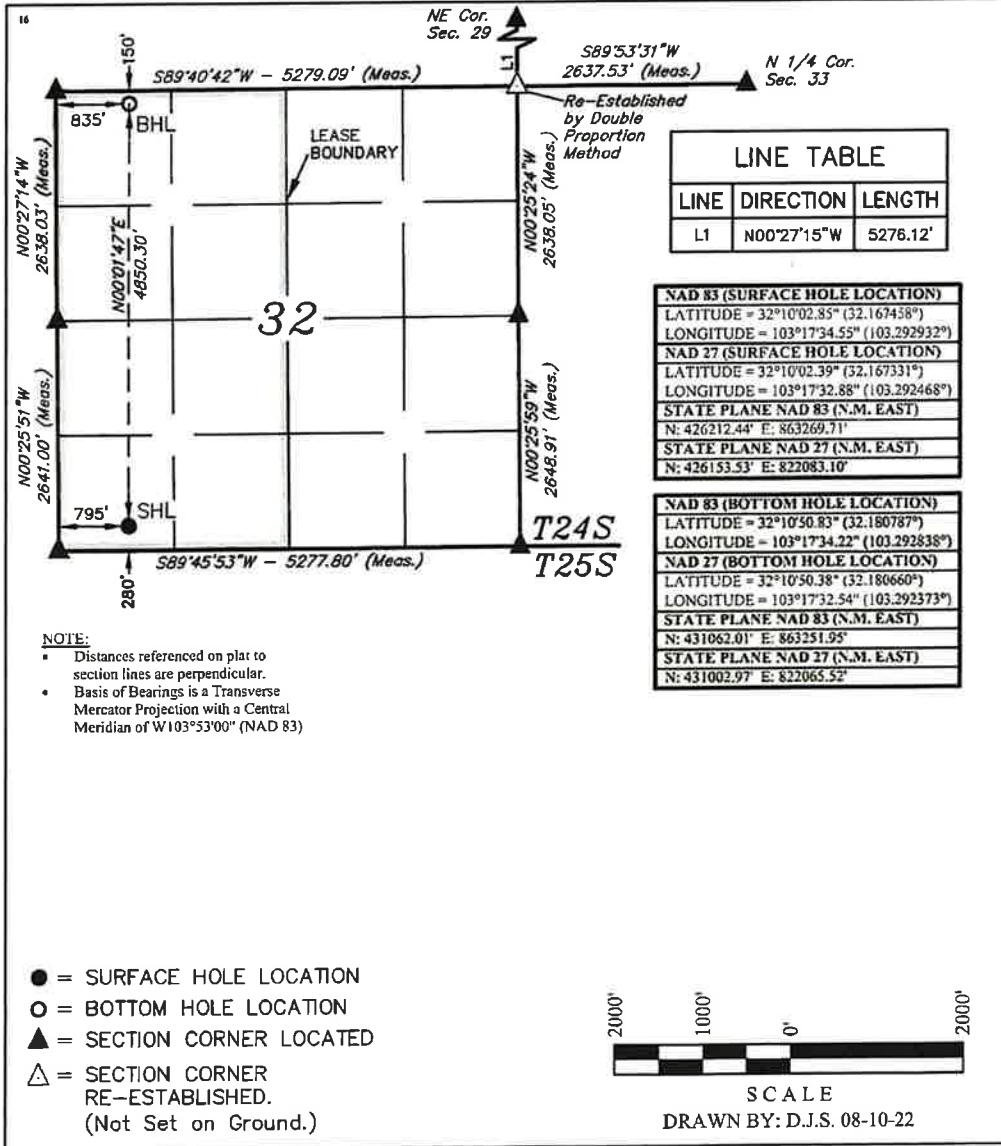 16
NE Cor.
Sec. 29
150'
L1
S89°53'31"W
2637.53' (Meas.)
N 1/4 Cor.
Sec. 33
S89°40'42"W – 5279.09' (Meas.)
835'
BHL
LEASE
BOUNDARY
Re-Established
by Double
Proportion
Method
N00°27'14"W
2638.03' (Meas.)
N00°01'47"E
4850.30'
N00°25'24"W
2638.05' (Meas.)
32
N00°25'51"W
2641.00' (Meas.)
N00°25'59"W
2648.91' (Meas.)
795'
SHL
T24S
T25S
S89°45'53"W – 5277.80' (Meas.)
280'
LINE TABLE
LINE DIRECTION LENGTH
L1 N00°27'15"W 5276.12'
NAD 83 (SURFACE HOLE LOCATION)
LATITUDE = 32°10'02.85" (32.167458°)
LONGITUDE = 103°17'34.55" (103.292932°)
NAD 27 (SURFACE HOLE LOCATION)
LATITUDE = 32°10'02.39" (32.167331°)
LONGITUDE = 103°17'32.88" (103.292468°)
STATE PLANE NAD 83 (N.M. EAST)
N: 426212.44' E: 863269.71'
STATE PLANE NAD 27 (N.M. EAST)
N: 426153.53' E: 822083.10'
NAD 83 (BOTTOM HOLE LOCATION)
LATITUDE = 32°10'50.83" (32.180787°)
LONGITUDE = 103°17'34.22" (103.292838°)
NAD 27 (BOTTOM HOLE LOCATION)
LATITUDE = 32°10'50.38" (32.180660°)
LONGITUDE = 103°17'32.54" (103.292373°)
STATE PLANE NAD 83 (N.M. EAST)
N: 431062.01' E: 863251.95'
STATE PLANE NAD 27 (N.M. EAST)
N: 431002.97' E: 822065.52'
NOTE:
▪ Distances referenced on plat to
section lines are perpendicular.
• Basis of Bearings is a Transverse
Mercator Projection with a Central
Meridian of W103°53'00" (NAD 83)
● = SURFACE HOLE LOCATION
○ = BOTTOM HOLE LOCATION
▲ = SECTION CORNER LOCATED
△ = SECTION CORNER
RE-ESTABLISHED.
(Not Set on Ground.)
2000' 1000' 0' 2000'
SCALE
DRAWN BY: D.J.S. 08-10-22